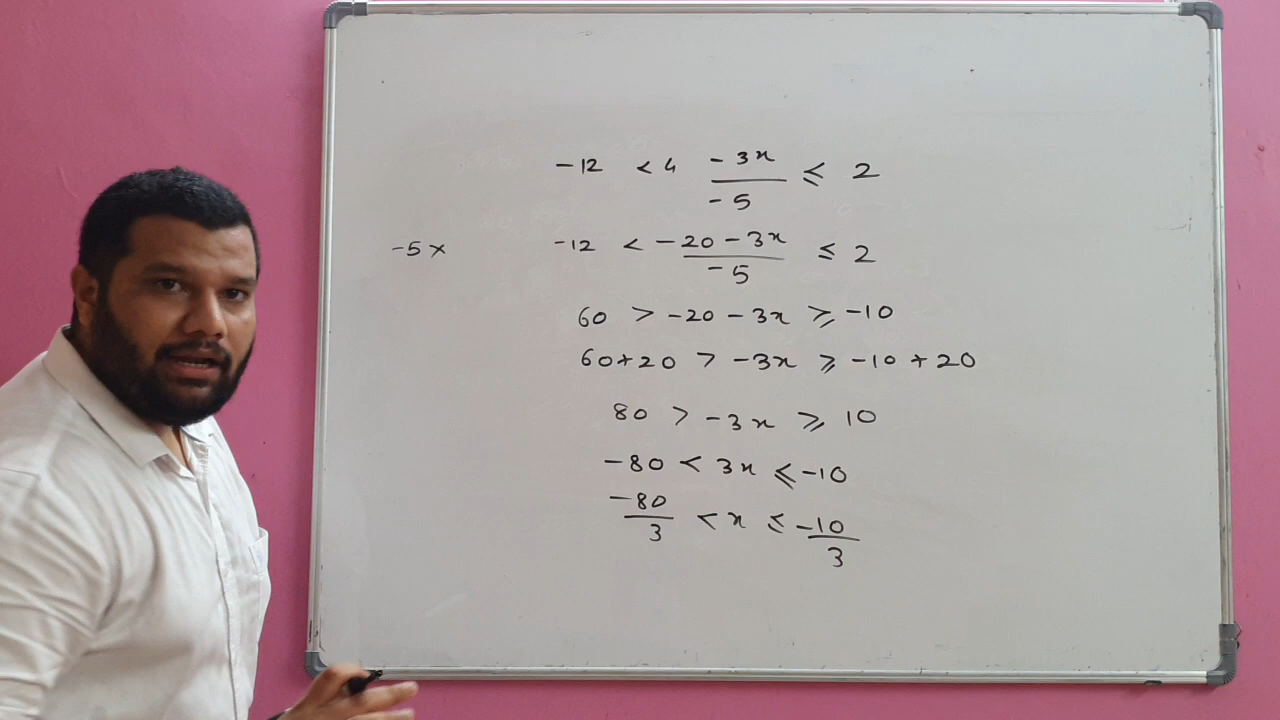 -12 < 4 -3x/-5 ≤ 2
-5 × -12 < -20 - 3x/-5 ≤ 2
60 > -20 - 3x ≥ -10
60+20 > -3x ≥ -10 + 20
80 > -3x ≥ 10
-80 < 3x ≤ -10
-80/3 < x ≤ -10/3